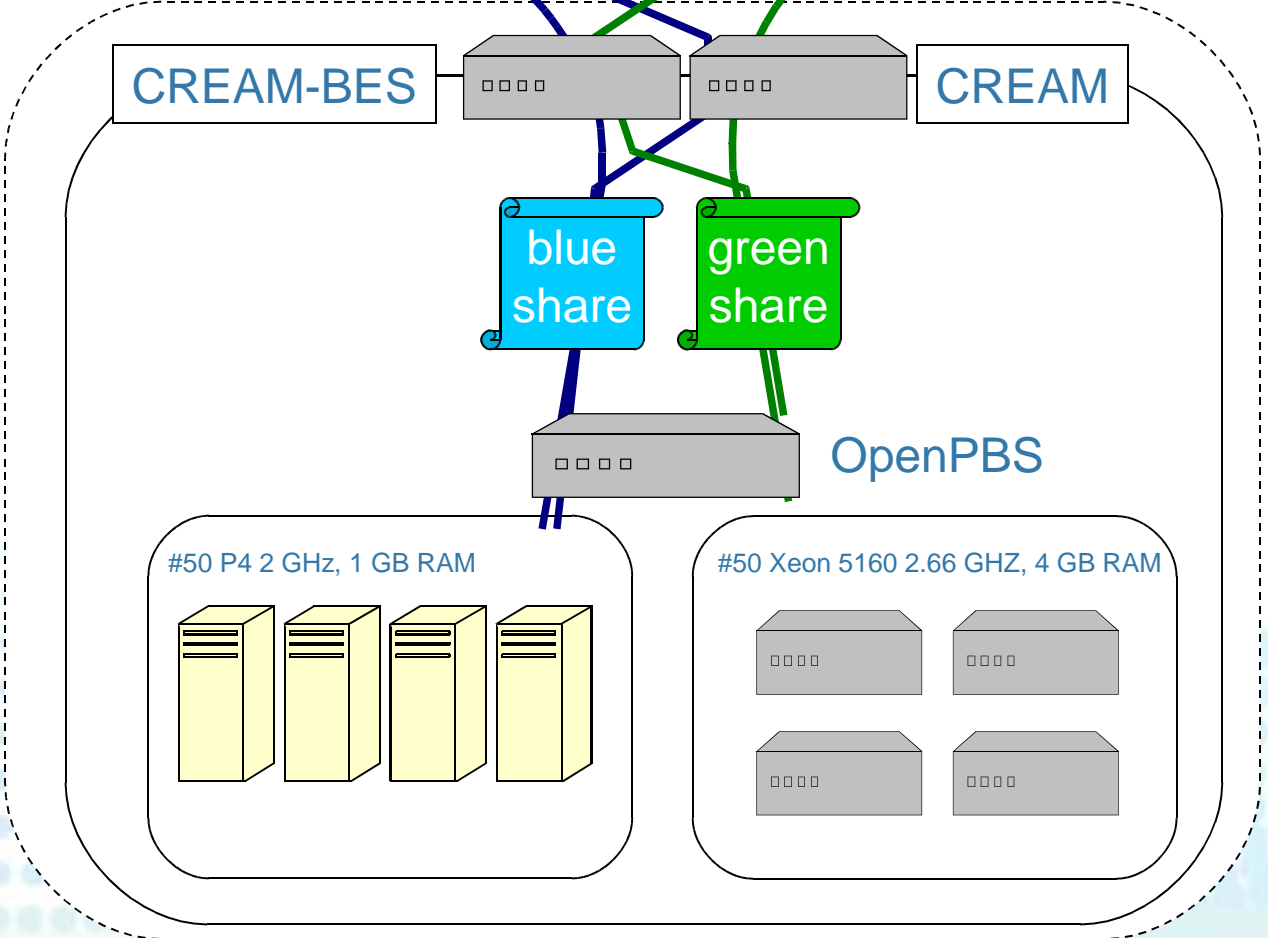 CREAM-BES
CREAM
blue
share
green
share
OpenPBS
#50 P4 2 GHz, 1 GB RAM
#50 Xeon 5160 2.66 GHZ, 4 GB RAM